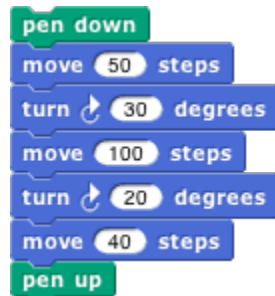 pen down
move 50 steps
turn 30 degrees
move 100 steps
turn 20 degrees
move 40 steps
pen up